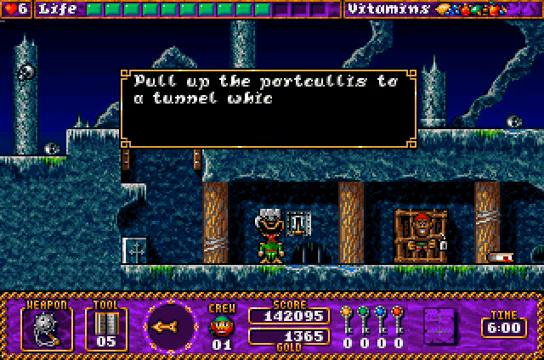 6 Life
Vitamins
Pull up the portcullis to
a tunnel whic
WEAPON
TOOL
05
CREW
01
SCORE
142095
1365
GOLD
0 0 0 0
TIME
6:00